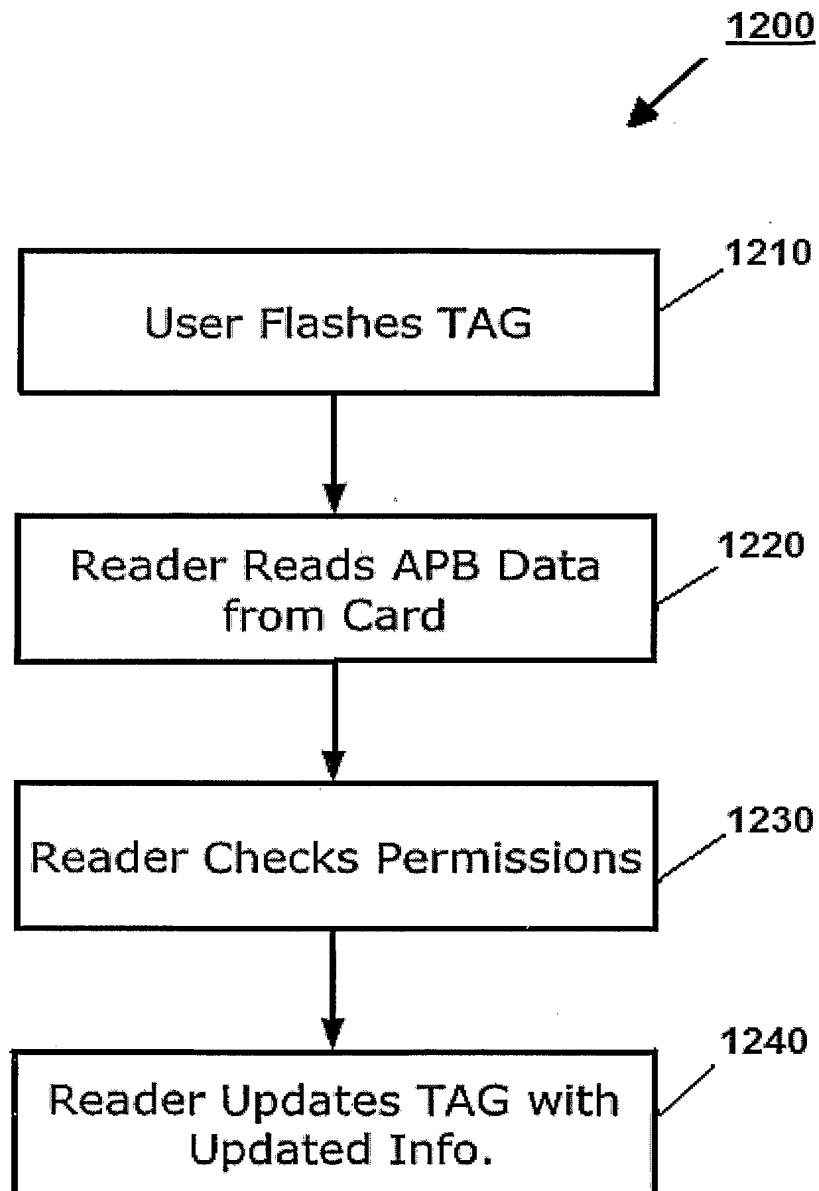 1200
User Flashes TAG
1210
Reader Reads APB Data
from Card
1220
Reader Checks Permissions
1230
Reader Updates TAG with
Updated Info.
1240